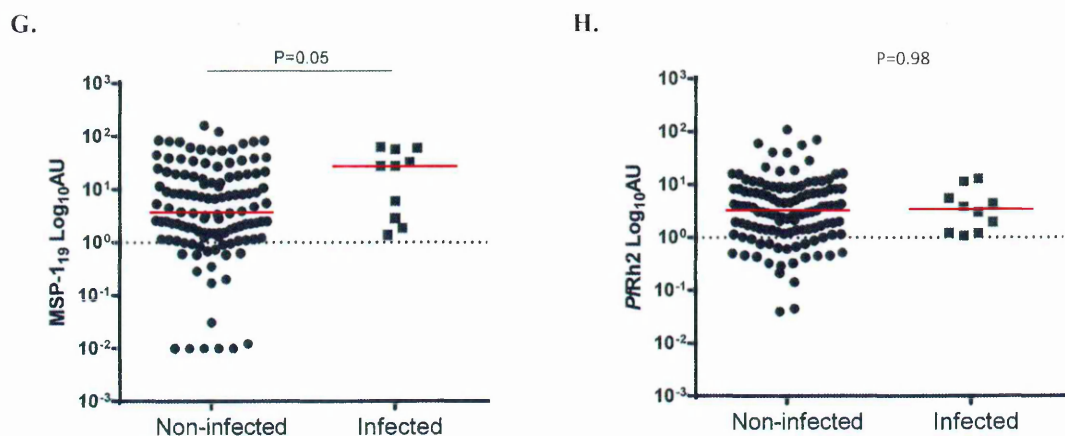 G.
P=0.05
MSP-1₁₉ Log₁₀AU
10³
10²
10¹
10⁰
10⁻¹
10⁻²
10⁻³
Non-infected
Infected
H.
P=0.98
PfRh2 Log₁₀AU
10³
10²
10¹
10⁰
10⁻¹
10⁻²
10⁻³
Non-infected
Infected